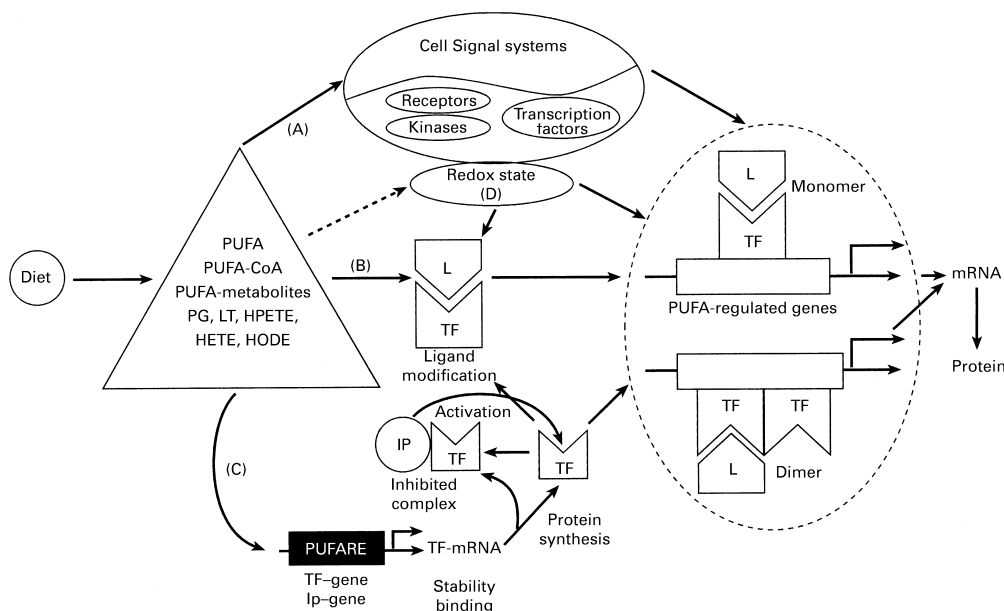 Cell Signal systems
Receptors
Kinases
Transcription
factors
(A)
Redox state
(D)
L
Monomer
TF
PUFA
PUFA-CoA
PUFA-metabolites
PG, LT, HPETE,
HETE, HODE
Diet
(B)
L
TF
Ligand
modification
PUFA-regulated genes
mRNA
Protein
TF
TF
L
Dimer
Activation
IP
TF
TF
Inhibited
complex
(C)
Protein
synthesis
PUFARE
TF-mRNA
TF–gene
Ip–gene
Stability
binding